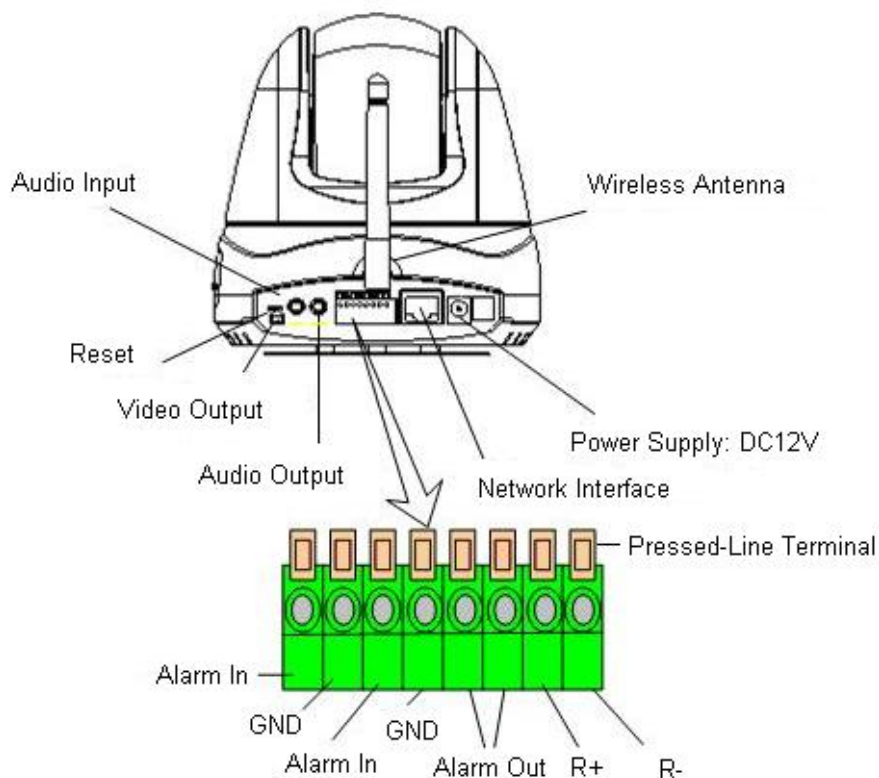 Audio Input
Wireless Antenna
Reset
Video Output
Power Supply: DC12V
Audio Output
Network Interface
Pressed-Line Terminal
Alarm In
GND
GND
Alarm In
Alarm Out
R+
R-